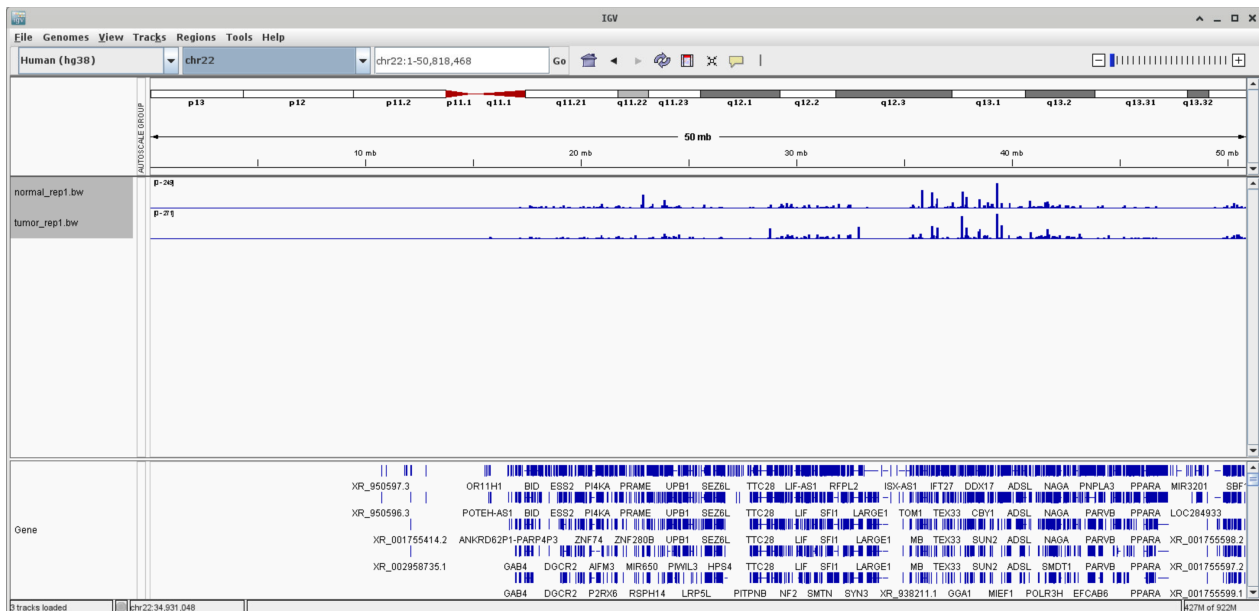 IGV
File Genomes View Tracks Regions Tools Help
Human (hg38) chr22 chr22:1-50,818,468 Go
AUTOSCALE GROUP
p13 p12 p11.2 p11.1 q11.1 q11.21 q11.22 q11.23 q12.1 q12.2 q12.3 q13.1 q13.2 q13.31 q13.32
50 mb
10 mb 20 mb 30 mb 40 mb 50 mb
normal_rep1.bw
tumor_rep1.bw
Gene
XR_950597.3 OR11H1 BID ESS2 PI4KA PRAME UPB1 SEZ6L TTC28 LIF-AS1 RFPL2 ISX-AS1 IFT27 DDX17 ADSL NAGA PNPLA3 PPARA MIR3201
XR_950596.3 POTEH-AS1 BID ESS2 PI4KA PRAME UPB1 SEZ6L TTC28 LIF SFI1 LARGE1 TOM1 TEX33 CBY1 ADSL NAGA PARVB PPARA LOC284933
XR_001755414.2 ANKRD62P1-PARP4P3 ZNF74 ZNF280B UPB1 SEZ6L TTC28 LIF SFI1 LARGE1 MB TEX33 SUN2 ADSL NAGA PARVB PPARA XR_001755598.2
XR_002958735.1 GAB4 DGCR2 AIFM3 MIR650 PIWIL3 HPS4 TTC28 LIF SFI1 LARGE1 MB TEX33 SUN2 ADSL SMDT1 PARVB PPARA XR_001755597.2
GAB4 DGCR2 P2RX6 RSPH14 LRP5L PITPNB NF2 SMTN SYN3 XR_938211.1 GGA1 MIEF1 POLR3H EFCAB6 PPARA XR_001755599.1
3 tracks loaded chr22:34,931,048 427M of 922M